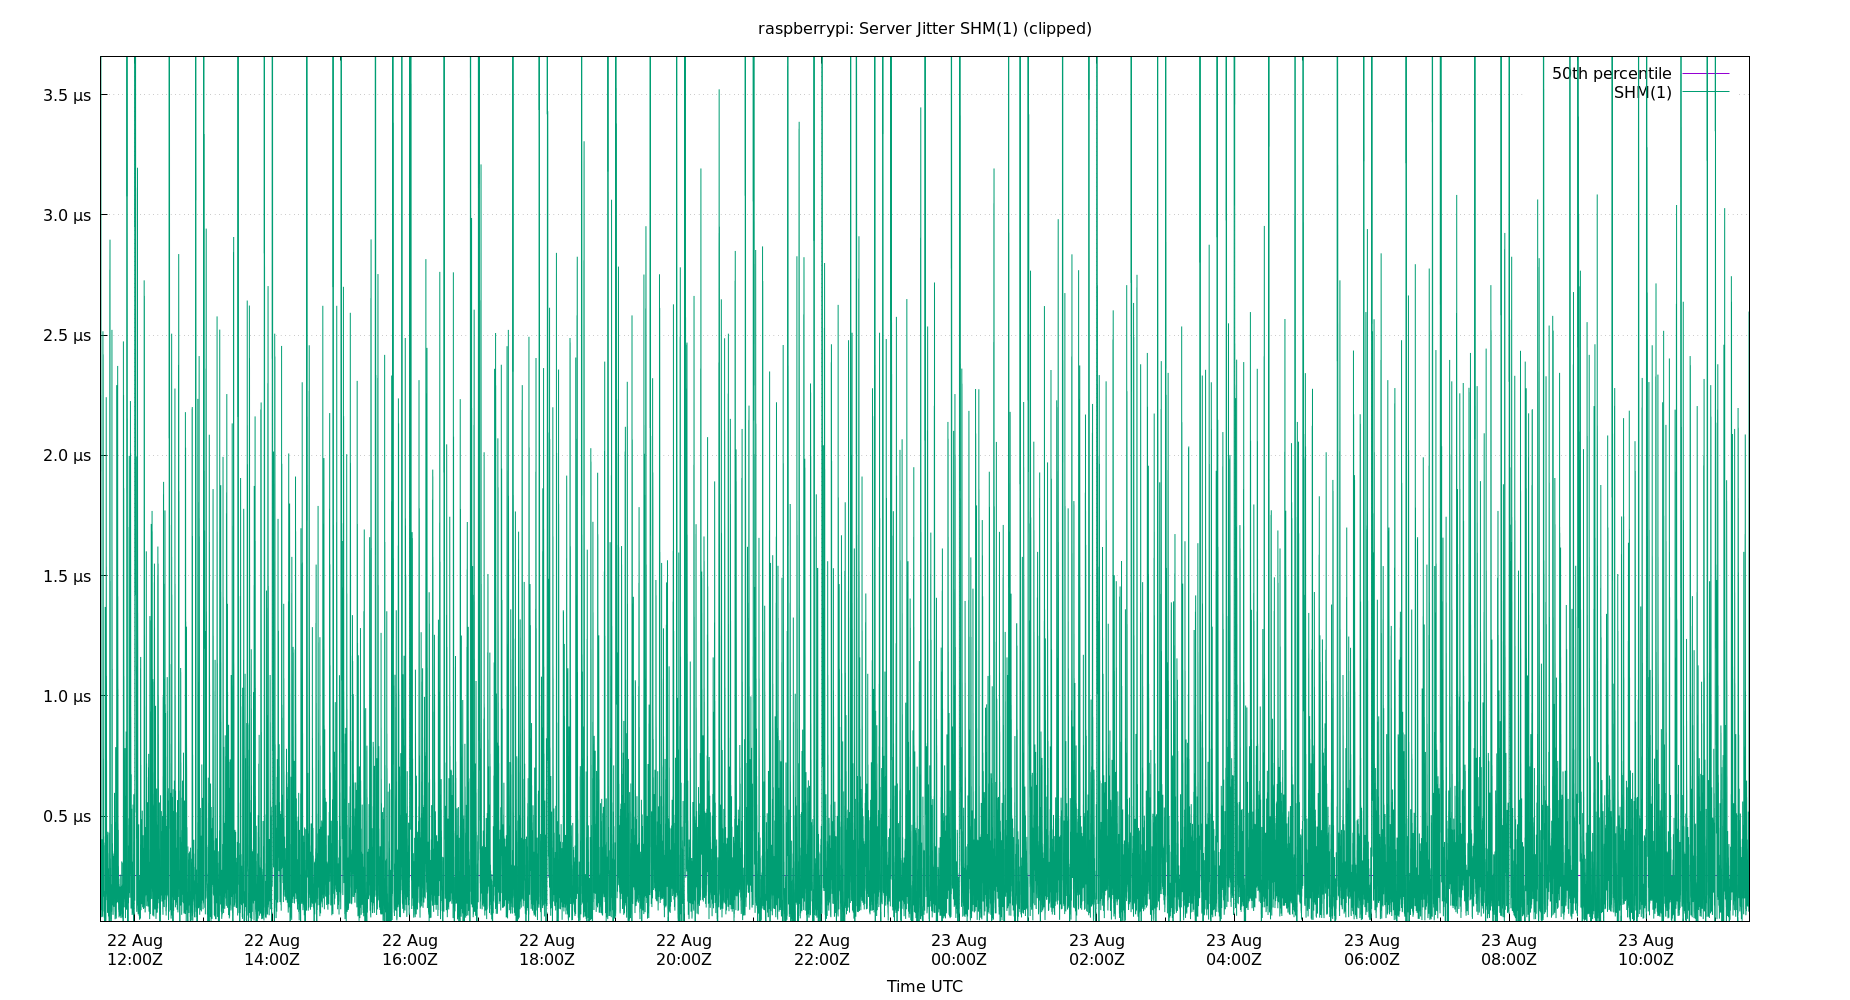 raspberrypi: Server Jitter SHM(1) (clipped)
50th percentile
SHM(1)
3.5 µs
3.0 µs
2.5 µs
2.0 µs
1.5 µs
1.0 µs
0.5 µs
22 Aug 22 Aug 22 Aug 22 Aug 22 Aug 22 Aug 23 Aug 23 Aug 23 Aug 23 Aug 23 Aug 23 Aug
12:00Z 14:00Z 16:00Z 18:00Z 20:00Z 22:00Z 00:00Z 02:00Z 04:00Z 06:00Z 08:00Z 10:00Z
Time UTC